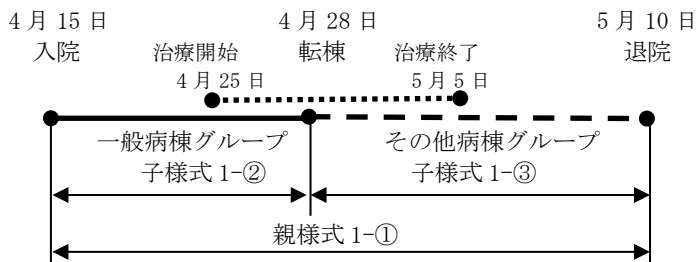 4 月 15 日
入院
4 月 28 日
転棟
5 月 10 日
退院
治療開始
4 月 25 日
治療終了
5 月 5 日
一般病棟グループ
子様式 1-②
その他病棟グループ
子様式 1-③
親様式 1-①